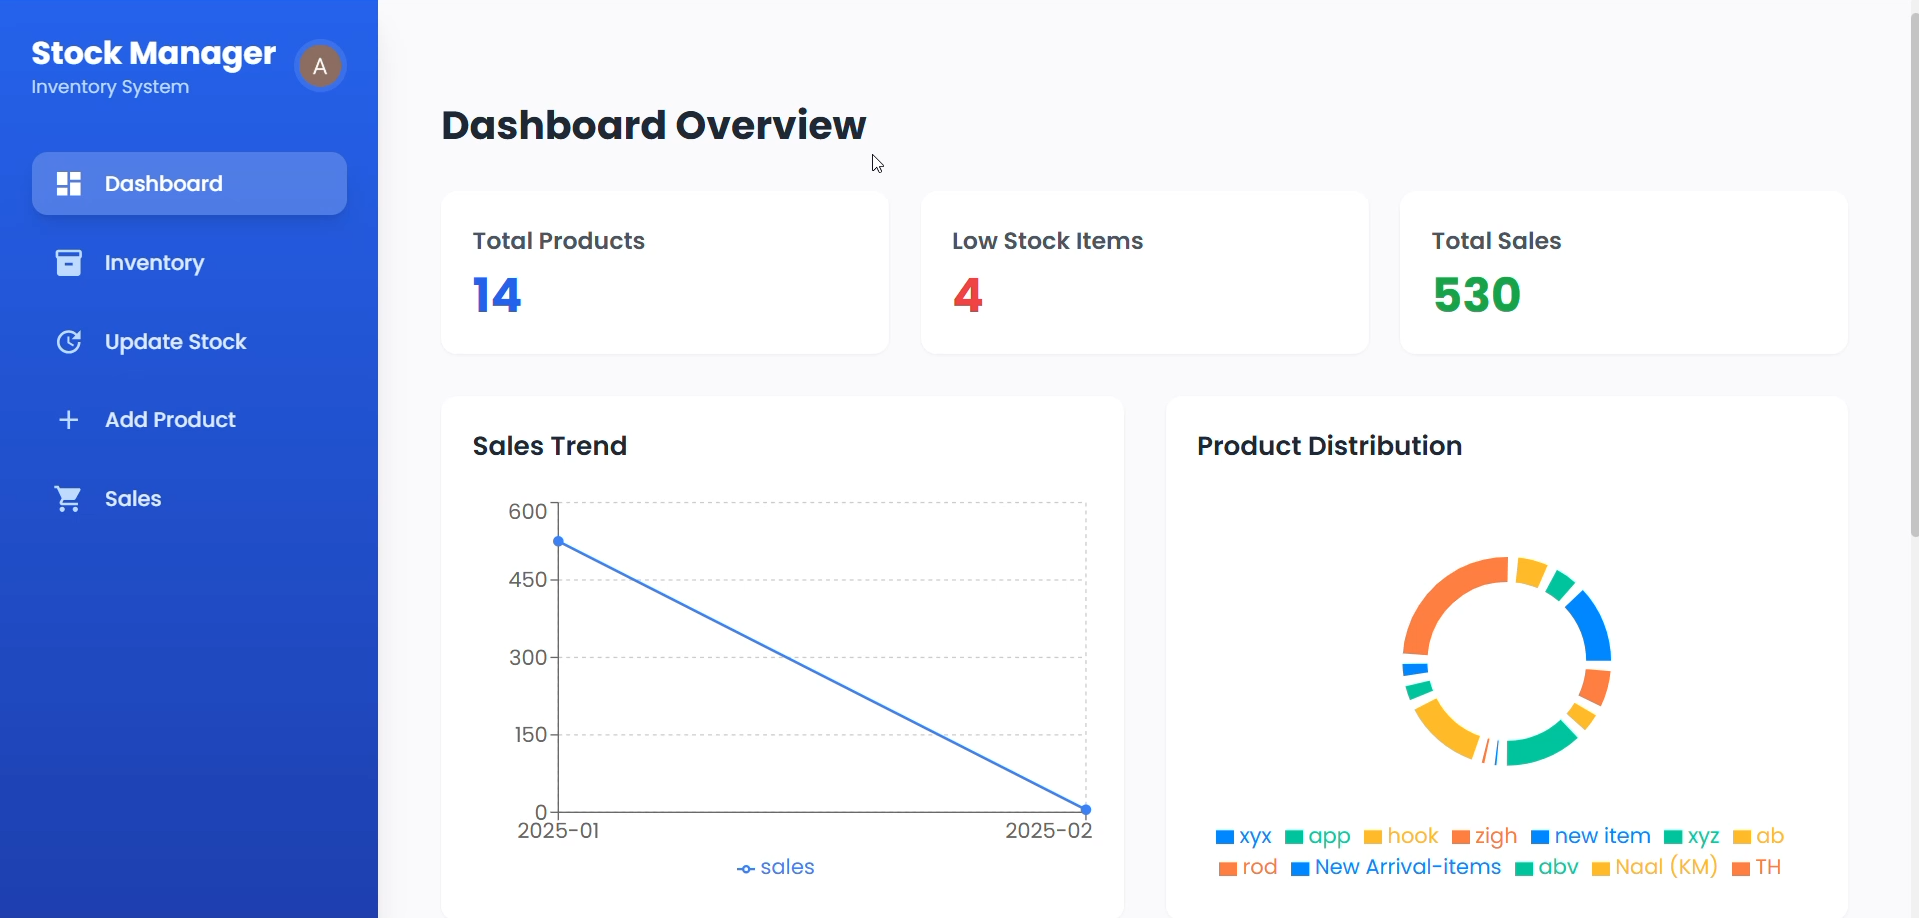 Stock Manager
Inventory System
A
Dashboard
Inventory
Update Stock
Add Product
Sales
Dashboard Overview
Total Products
14
Low Stock Items
4
Total Sales
530
Sales Trend
600
450
300
150
0
2025-01 2025-02
sales
Product Distribution
xyx app hook zigh new item xyz ab
rod New Arrival-items abv Naal (KM) TH